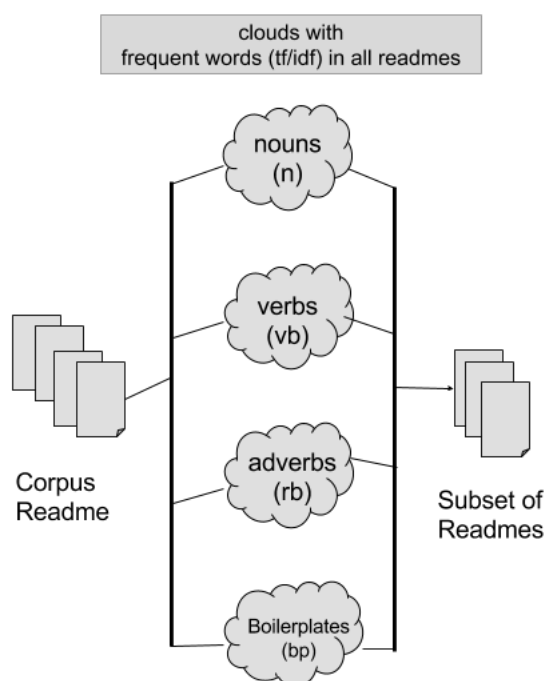 clouds with
frequent words (tf/idf) in all readmes
nouns
(n)
verbs
(vb)
adverbs
(rb)
Boilerplates
(bp)
Corpus
Readme
Subset of
Readmes